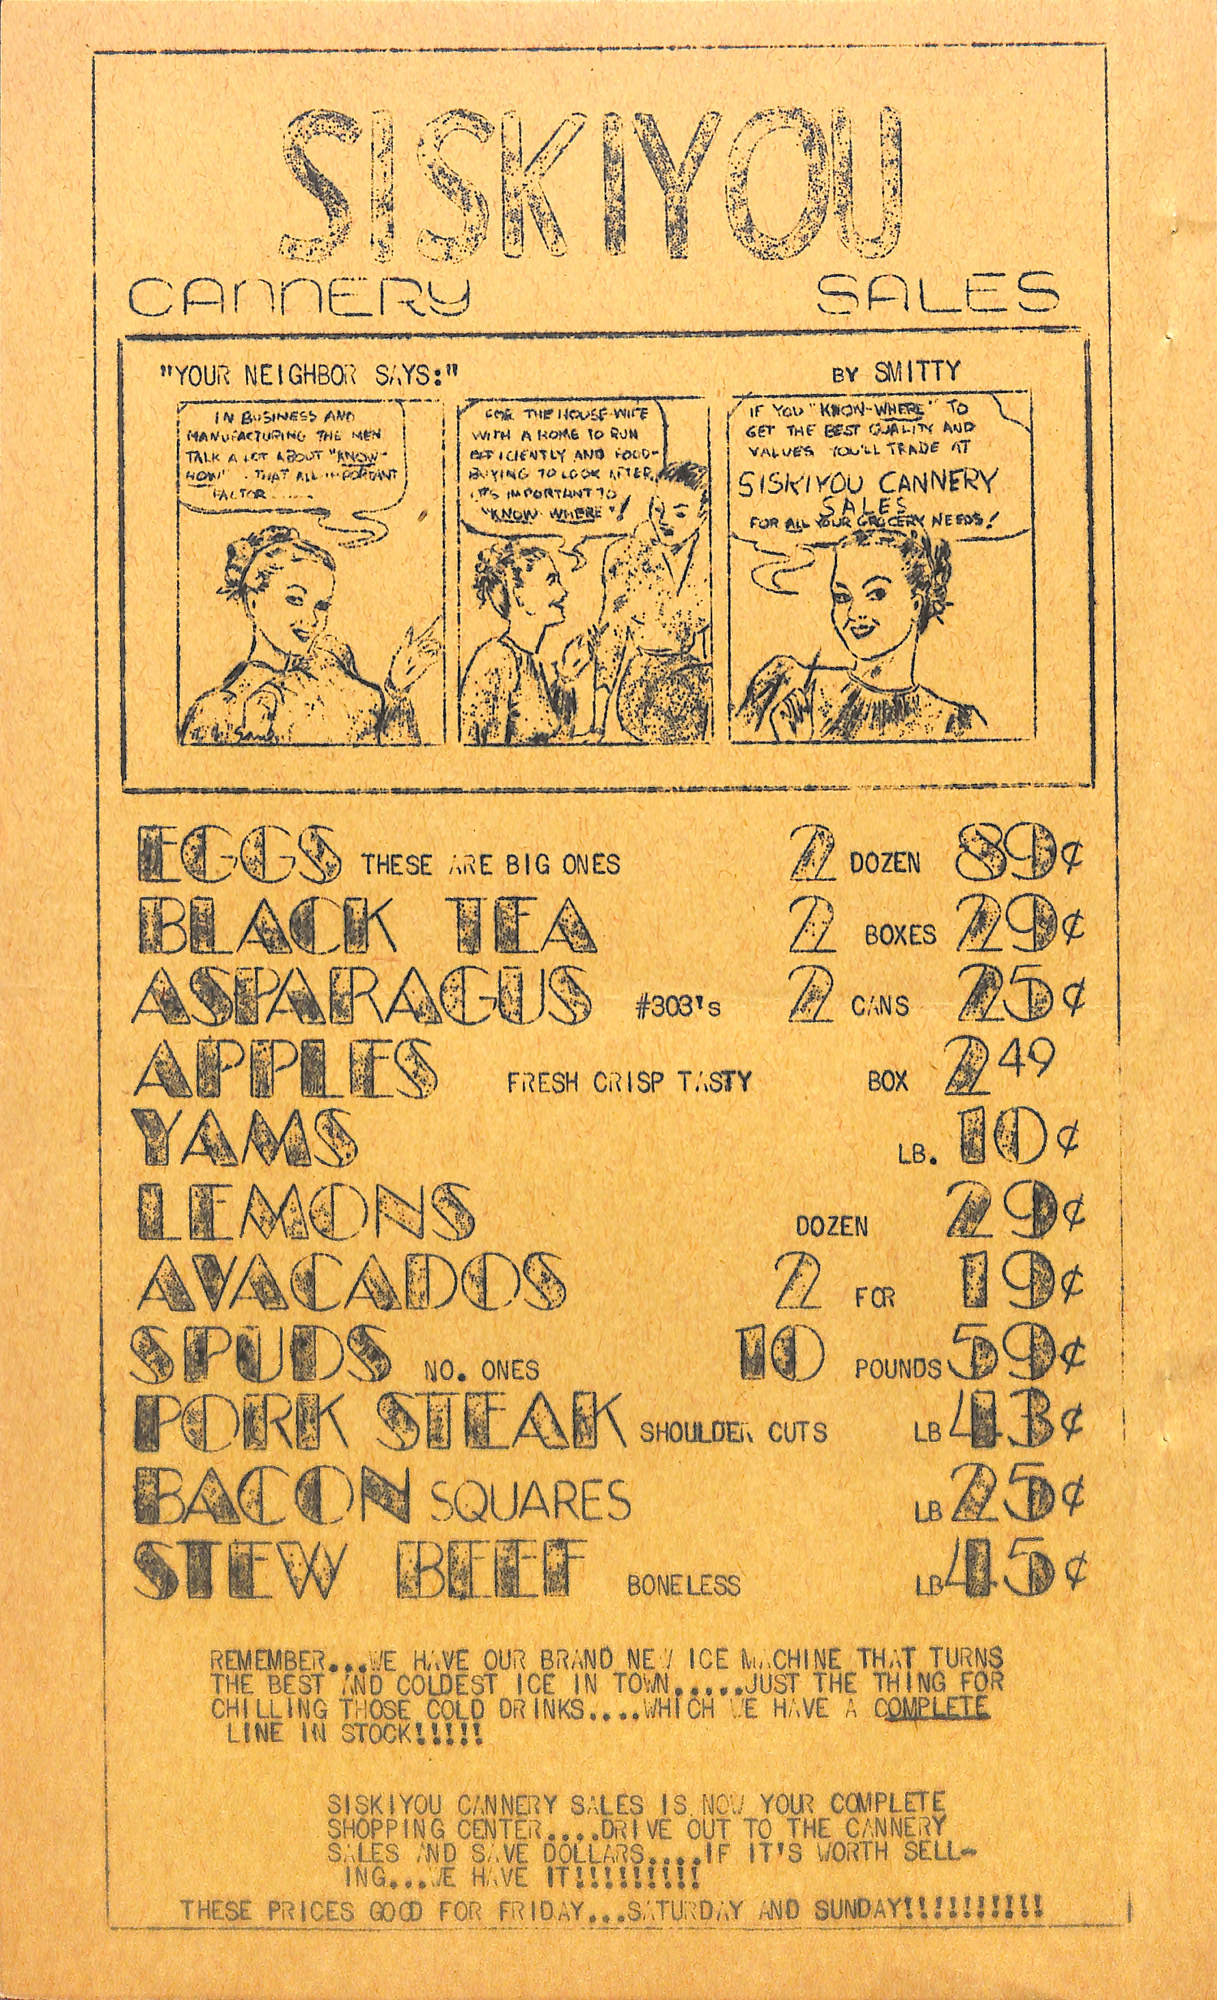 SISKIYOU
CANNERY SALES
"YOUR NEIGHBOR SAYS:" BY SMITTY
IN BUSINESS AND
MANUFACTURING THE MEN
TALK A LOT ABOUT "KNOW-
HOW" . THAT ALL IMPORTANT
FACTOR......
FOR THE HOUSE-WIFE
WITH A HOME TO RUN
EFFICIENTLY AND FOOD-
BUYING TO LOOK AFTER,
IT'S IMPORTANT TO
"KNOW-WHERE"!
IF YOU "KNOW-WHERE" TO
GET THE BEST QUALITY AND
VALUES YOU'LL TRADE AT
SISKIYOU CANNERY
SALES
FOR ALL YOUR GROCERY NEEDS!
EGGS THESE ARE BIG ONES 2 DOZEN 89¢
BLACK TEA 2 BOXES 29¢
ASPARAGUS #303's 2 CANS 25¢
APPLES FRESH CRISP TASTY BOX 249
YAMS LB. 10¢
LEMONS DOZEN 29¢
AVACADOS 2 FOR 19¢
SPUDS NO. ONES 10 POUNDS 59¢
PORK STEAK SHOULDER CUTS LB 43¢
BACON SQUARES LB 25¢
STEW BEEF BONELESS LB 45¢
REMEMBER...WE HAVE OUR BRAND NEW ICE MACHINE THAT TURNS
THE BEST AND COLDEST ICE IN TOWN.....JUST THE THING FOR
CHILLING THOSE COLD DRINKS....WHICH WE HAVE A COMPLETE
LINE IN STOCK!!!!!
SISKIYOU CANNERY SALES IS NOW YOUR COMPLETE
SHOPPING CENTER....DRIVE OUT TO THE CANNERY
SALES AND SAVE DOLLARS....IF IT'S WORTH SELL-
ING...WE HAVE IT!!!!!!!!!!
THESE PRICES GOOD FOR FRIDAY...SATURDAY AND SUNDAY!!!!!!!!!!!